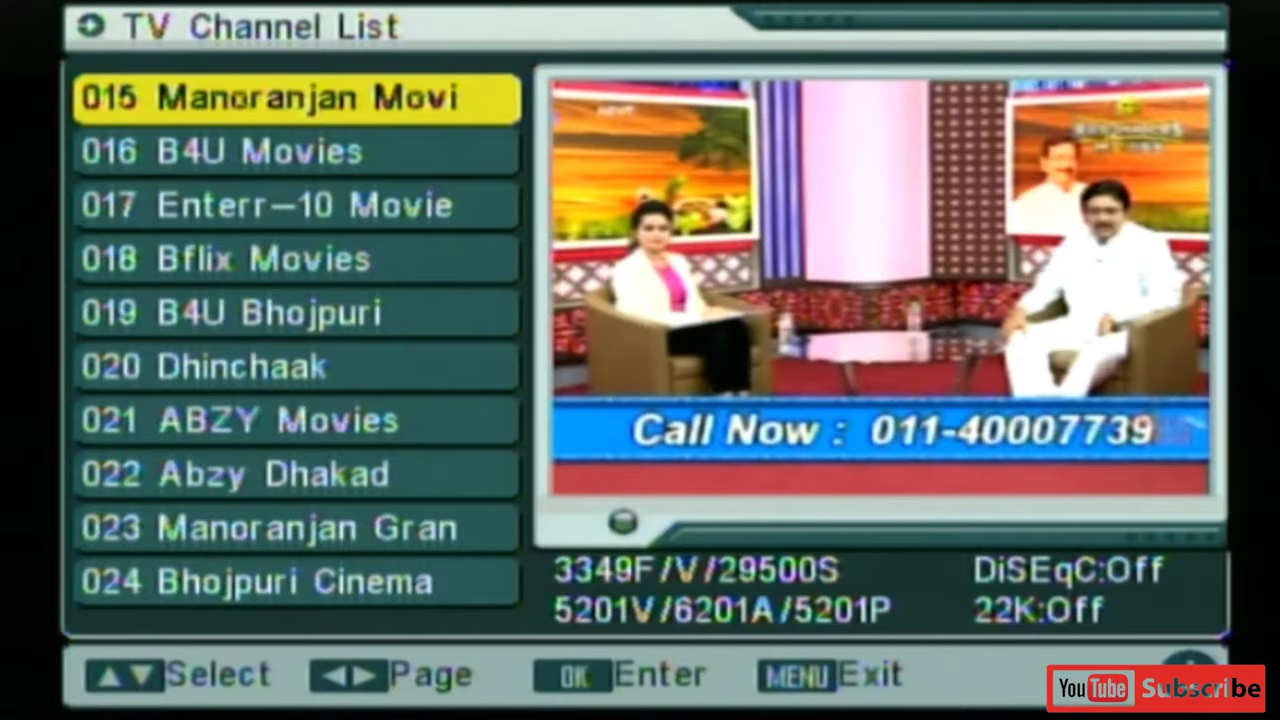 TV Channel List
015 Manoranjan Movi
016 B4U Movies
017 Enterr-10 Movie
018 Bflix Movies
019 B4U Bhojpuri
020 Dhinchaak
021 ABZY Movies
022 Abzy Dhakad
023 Manoranjan Gran
024 Bhojpuri Cinema
ADVT
Call Now : 011-40007739
3349F/V/29500S DiSEqC:Off
5201V/6201A/5201P 22K:Off
Select Page OK Enter MENU Exit
YouTube Subscribe